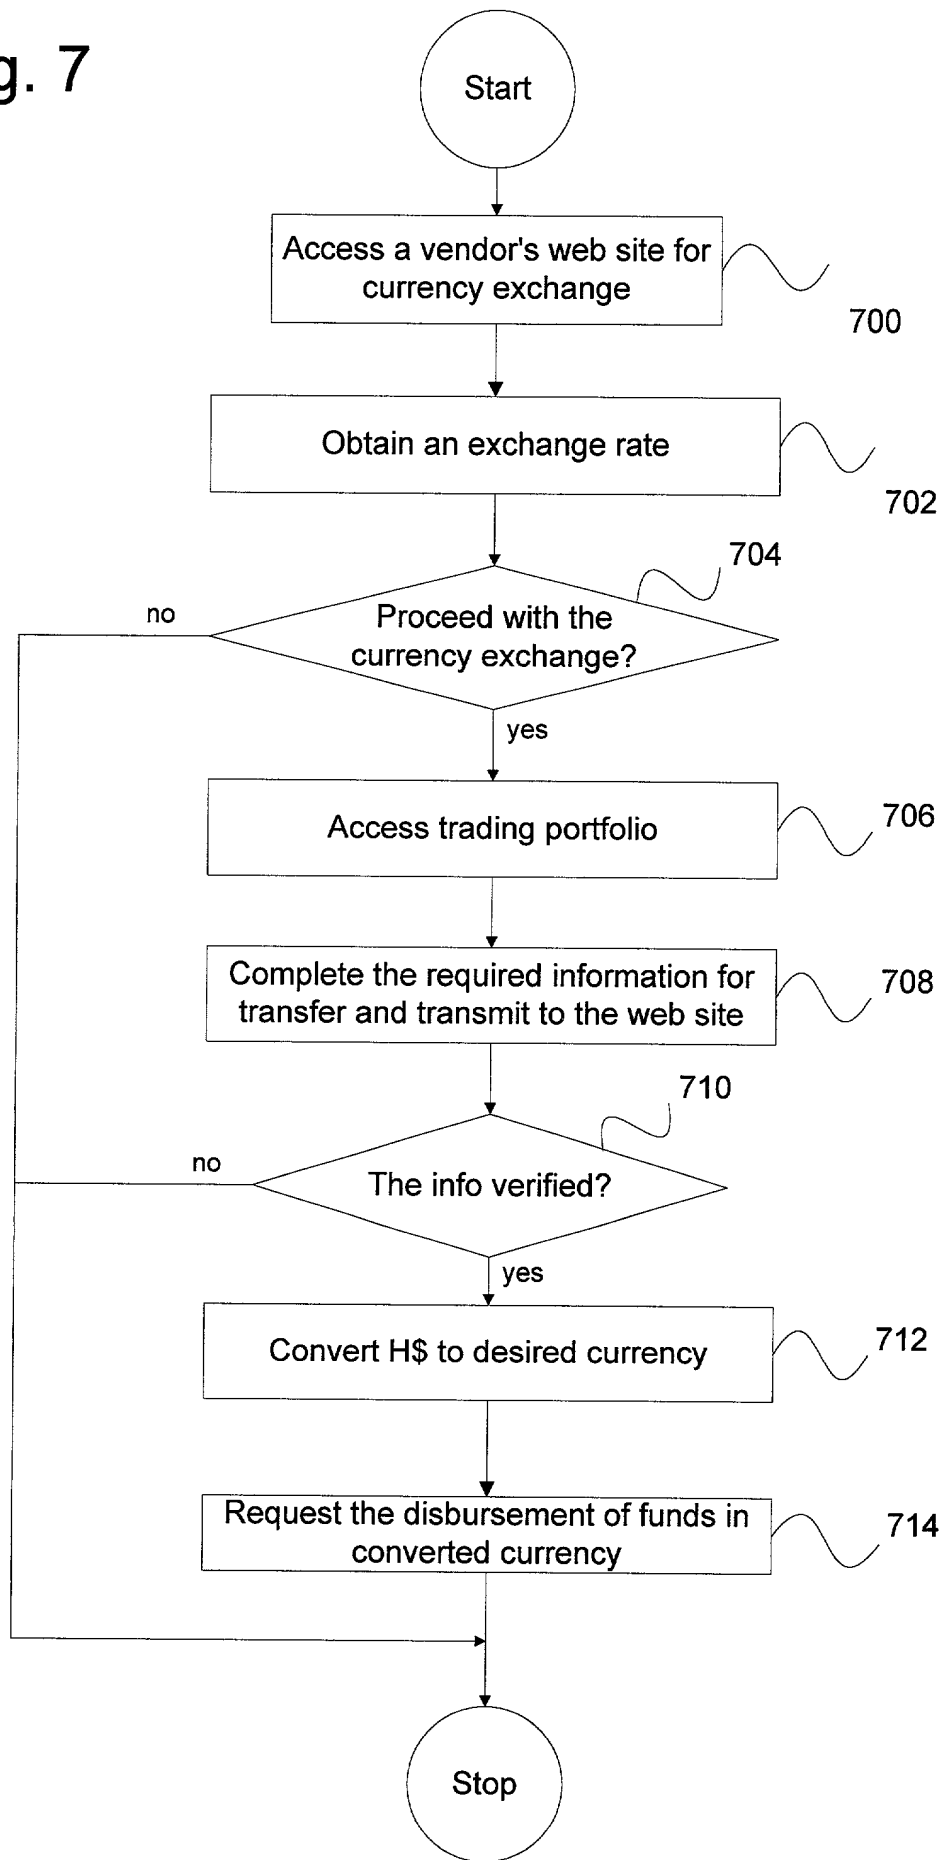 g. 7
Start
Access a vendor's web site for
currency exchange
700
Obtain an exchange rate
702
704
Proceed with the
currency exchange?
no
yes
Access trading portfolio
706
Complete the required information for
transfer and transmit to the web site
708
710
The info verified?
no
yes
Convert H$ to desired currency
712
Request the disbursement of funds in
converted currency
714
Stop